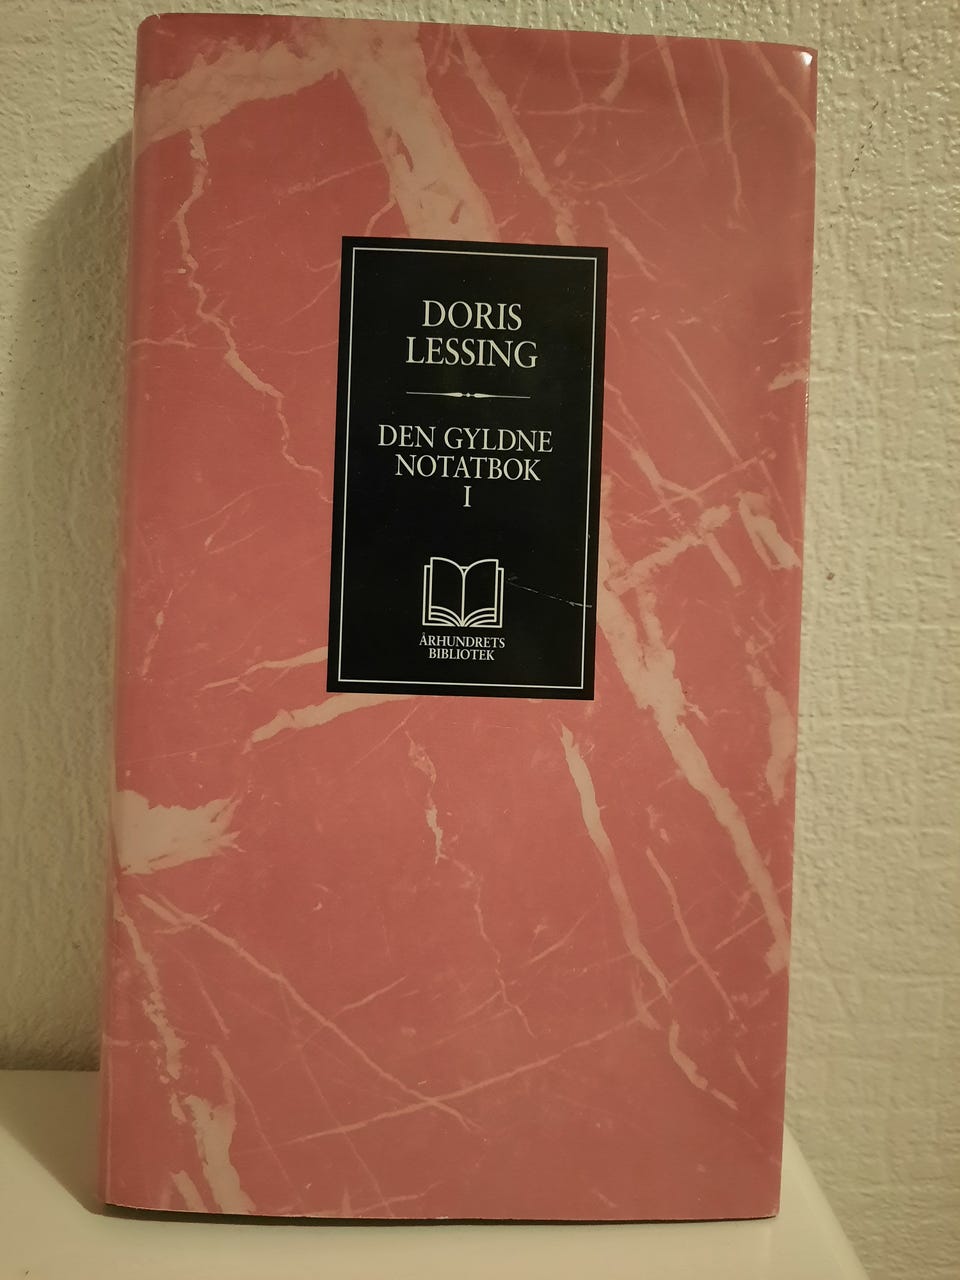 DORIS
LESSING
DEN GYLDNE
NOTATBOK
I
ÅRHUNDRETS
BIBLIOTEK